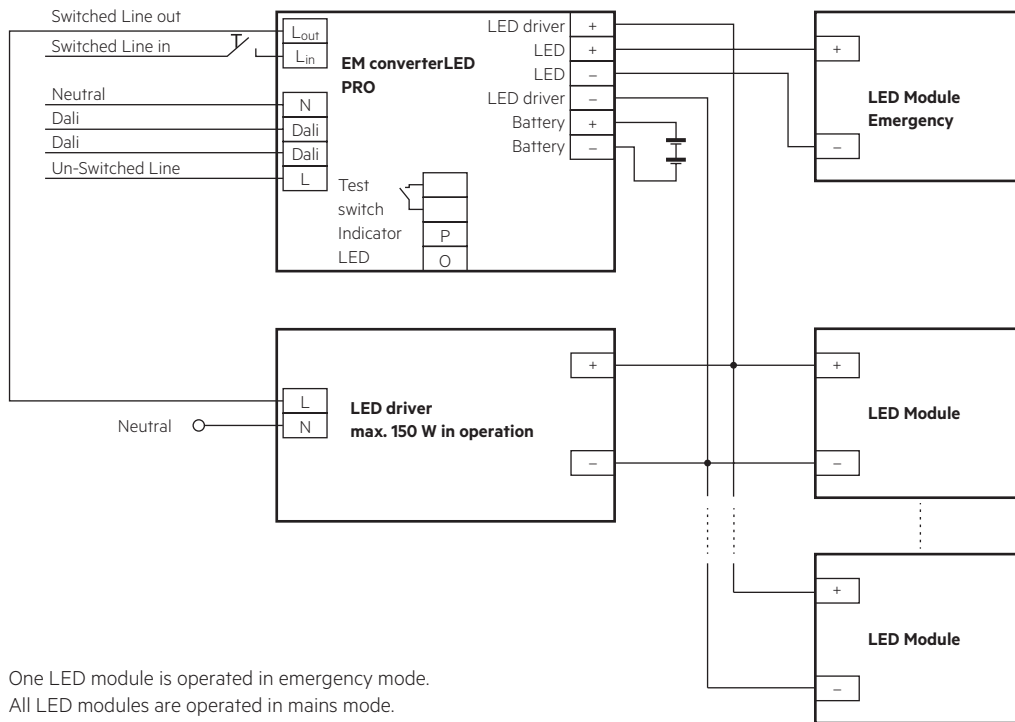 Switched Line out
Switched Line in
Neutral
Dali
Dali
Un-Switched Line
Lout
Lin
N
Dali
Dali
L
EM converterLED
PRO
Test
switch
Indicator
LED
P
O
LED driver +
LED +
LED –
LED driver –
Battery +
Battery –
+
–
LED Module
Emergency
Neutral
L
N
LED driver
max. 150 W in operation
+
–
+
–
LED Module
+
–
LED Module
One LED module is operated in emergency mode.
All LED modules are operated in mains mode.